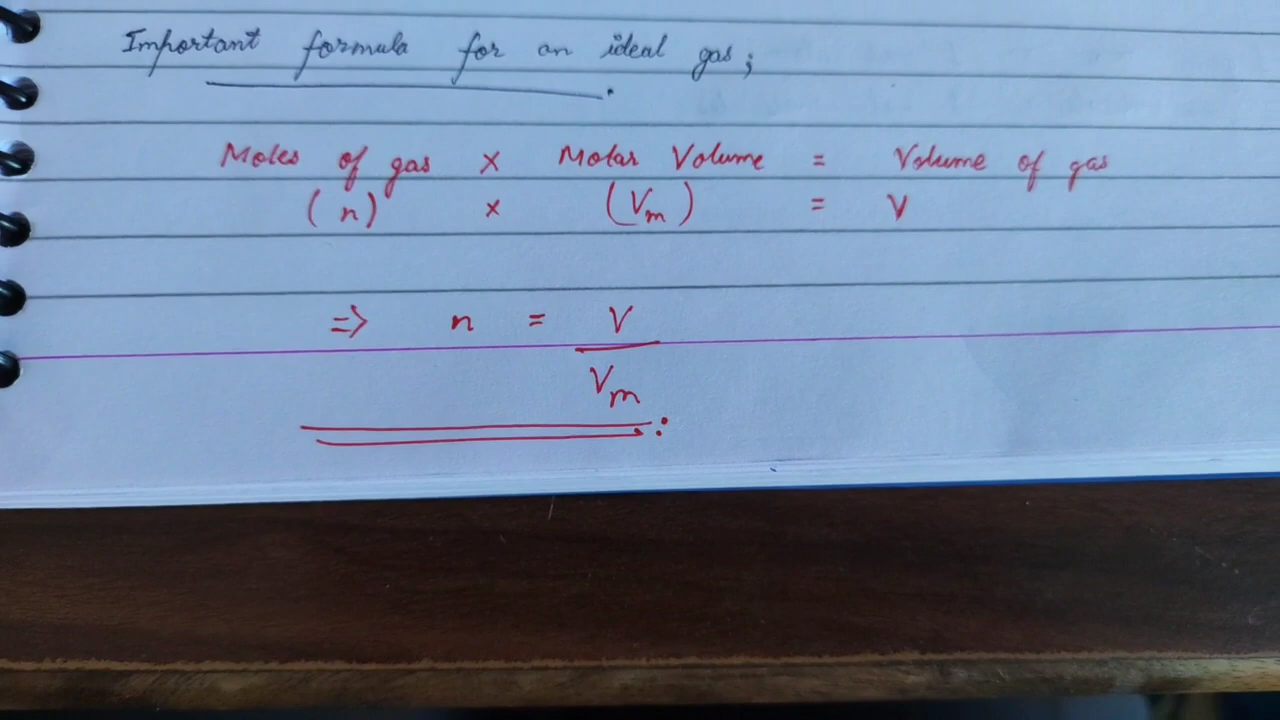 Important formula for an ideal gas;
Moles of gas × Molar Volume = Volume of gas
(n) × (Vm) = V
⇒ n = V
Vm